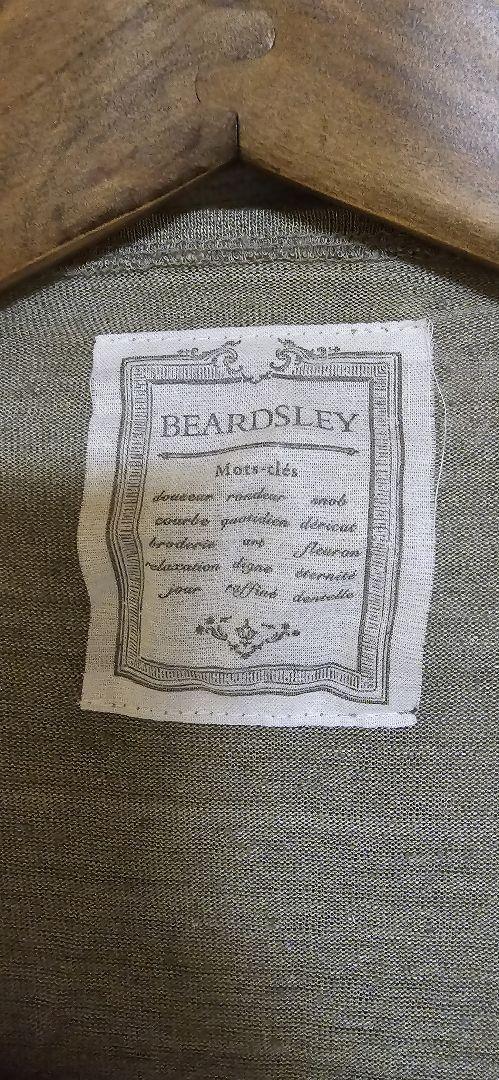 BEARDSLEY
Mots-clés
douceur rondeur snob
courbe quotidien délicat
broderie art fleuron
relaxation digne éternité
jour raffiné dentelle